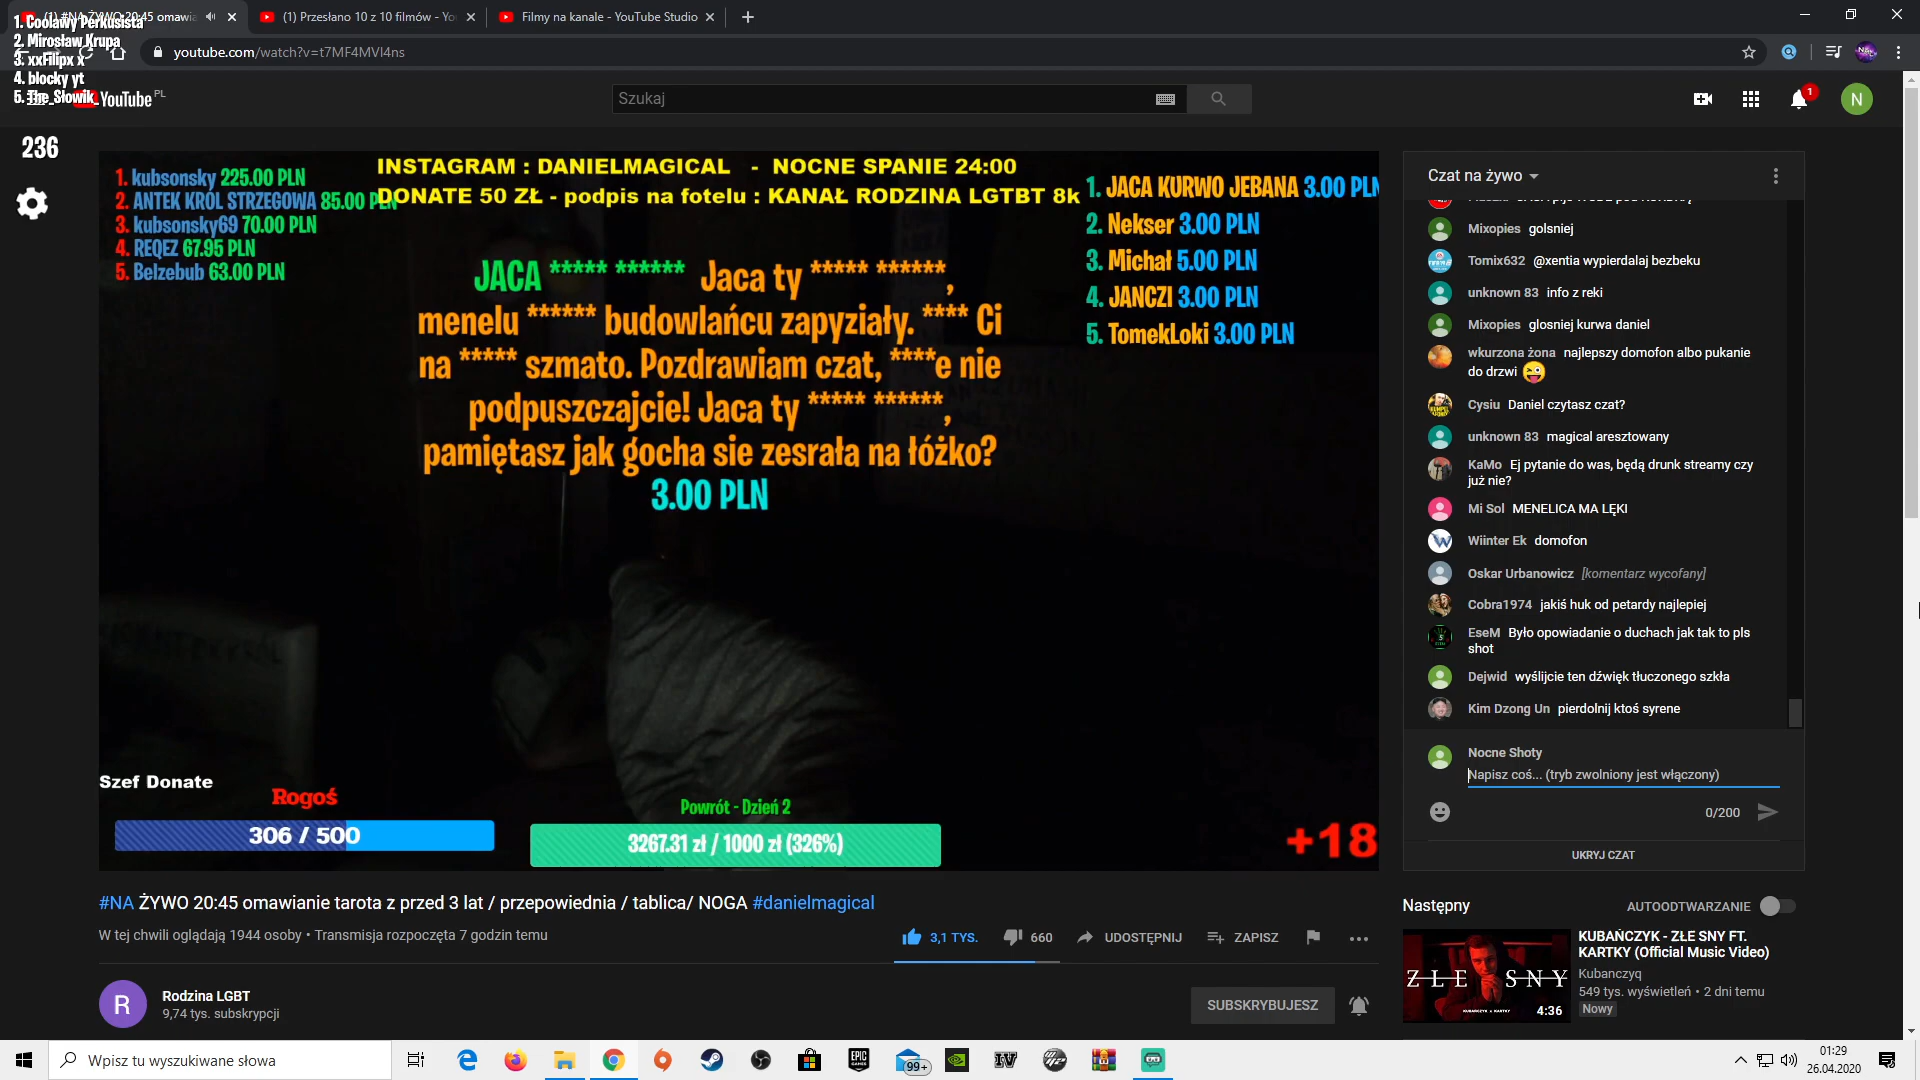 1. Coolawy Perkusista
2. Mirosław Krupa
3. xxFilipx x
4. blocky yt
5. The_Słowik_
236
(1) Przesłano 10 z 10 filmów - Yo
Filmy na kanale - YouTube Studio
youtube.com/watch?v=t7MF4MVI4ns
YouTube PL
Szukaj
1
N
INSTAGRAM : DANIELMAGICAL - NOCNE SPANIE 24:00
DONATE 50 ZŁ - podpis na fotelu : KANAŁ RODZINA LGTBT 8k
1. kubsonsky 225.00 PLN
2. ANTEK KRÓL STRZEGOWA 85.00 PLN
3. kubsonsky69 70.00 PLN
4. REQEZ 67.95 PLN
5. Belzebub 63.00 PLN
1. JACA KURWO JEBANA 3.00 PLN
2. Nekser 3.00 PLN
3. Michał 5.00 PLN
4. JANCZI 3.00 PLN
5. TomekLoki 3.00 PLN
JACA ***** ****** Jaca ty ***** ******,
menelu ****** budowlańcu zapyziały. **** Ci
na ***** szmato. Pozdrawiam czat, ****e nie
podpuszczajcie! Jaca ty ***** ******,
pamiętasz jak gocha sie zesrała na łóżko?
3.00 PLN
Szef Donate
Rogoś
306 / 500
Powrót - Dzień 2
3267.31 zł / 1000 zł (326%)
+18
#NA ŻYWO 20:45 omawianie tarota z przed 3 lat / przepowiednia / tablica/ NOGA #danielmagical
W tej chwili oglądają 1944 osoby • Transmisja rozpoczęta 7 godzin temu
3,1 TYS.
660
UDOSTĘPNIJ
ZAPISZ
R
Rodzina LGBT
9,74 tys. subskrypcji
SUBSKRYBUJESZ
Czat na żywo
Mixopies golsniej
Tomix632 @xentia wypierdalaj bezbeku
unknown 83 info z reki
Mixopies glosniej kurwa daniel
wkurzona żona najlepszy domofon albo pukanie
do drzwi
Cysiu Daniel czytasz czat?
unknown 83 magical aresztowany
KaMo Ej pytanie do was, będą drunk streamy czy
już nie?
Mi Sol MENELICA MA LĘKI
Wiinter Ek domofon
Oskar Urbanowicz [komentarz wycofany]
Cobra1974 jakiś huk od petardy najlepiej
EseM Było opowiadanie o duchach jak tak to pls
shot
Dejwid wyślijcie ten dźwięk tłuczonego szkła
Kim Dzong Un pierdolnij ktoś syrene
Nocne Shoty
Napisz coś... (tryb zwolniony jest włączony)
0/200
UKRYJ CZAT
Następny
AUTOODTWARZANIE
ZŁE SNY
4:36
KUBAŃCZYK - ZŁE SNY FT.
KARTKY (Official Music Video)
Kubanczyq
549 tys. wyświetleń • 2 dni temu
Nowy
Wpisz tu wyszukiwane słowa
EPIC GAMES
99+
IV
01:29
26.04.2020